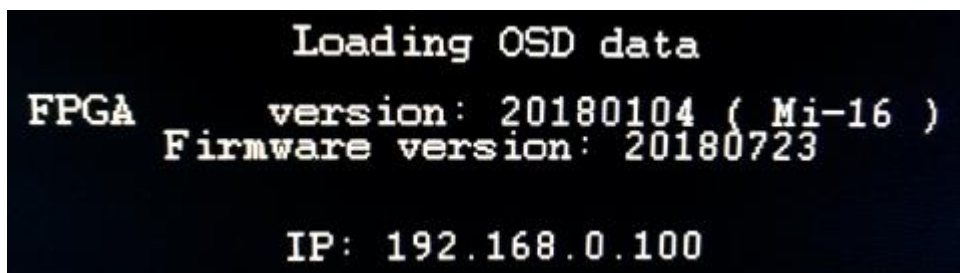 Loading OSD data
FPGA version: 20180104 ( Mi-16 )
Firmware version: 20180723
IP: 192.168.0.100